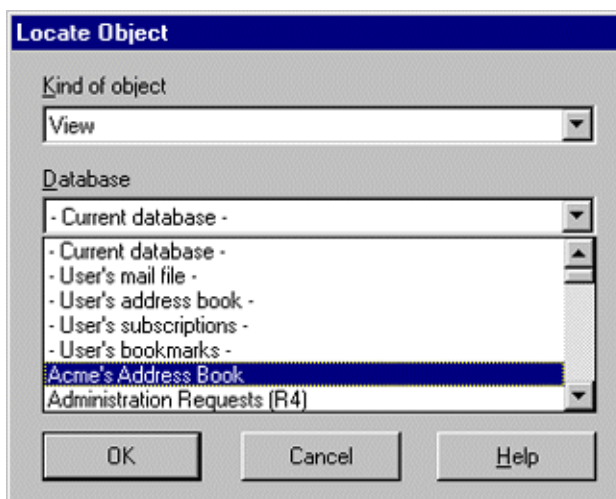 Locate Object
Kind of object
View
Database
- Current database -
- Current database -
- User's mail file -
- User's address book -
- User's subscriptions -
- User's bookmarks -
Acme's Address Book
Administration Requests (R4)
OK Cancel Help